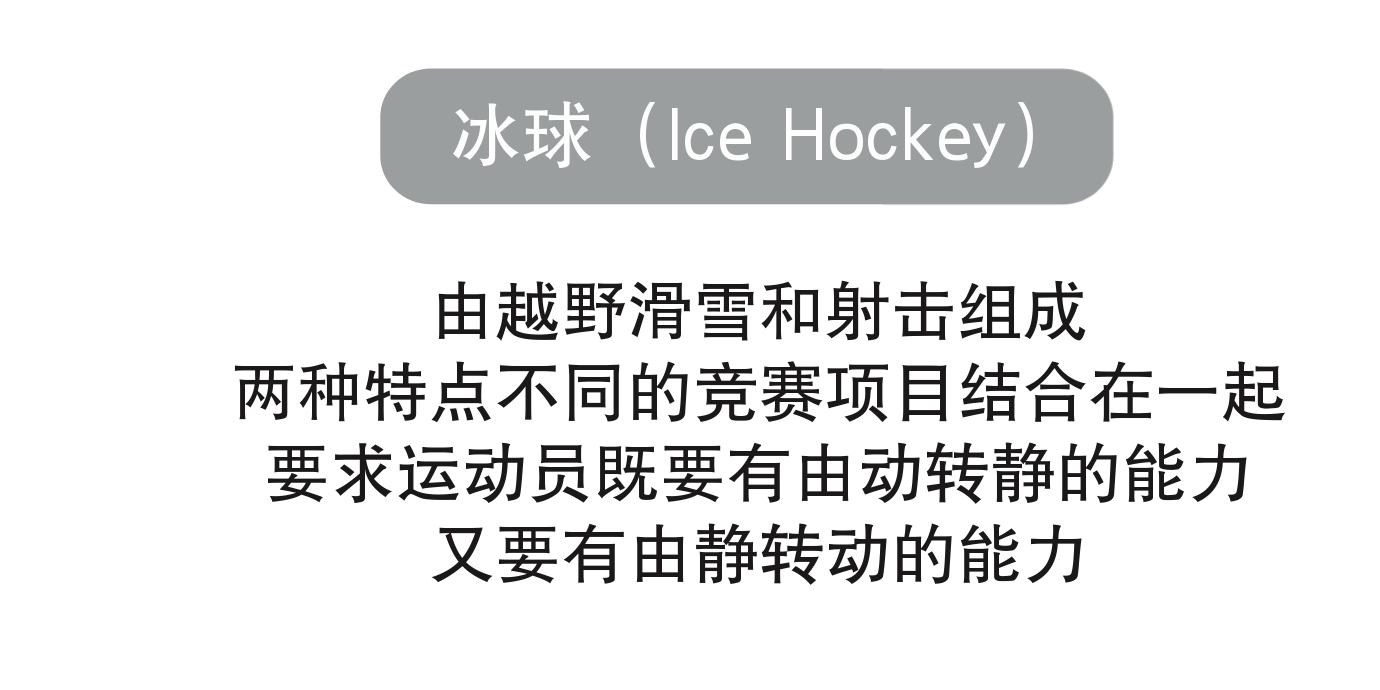 冰球（Ice Hockey）
由越野滑雪和射击组成
两种特点不同的竞赛项目结合在一起
要求运动员既要有由动转静的能力
又要有由静转动的能力